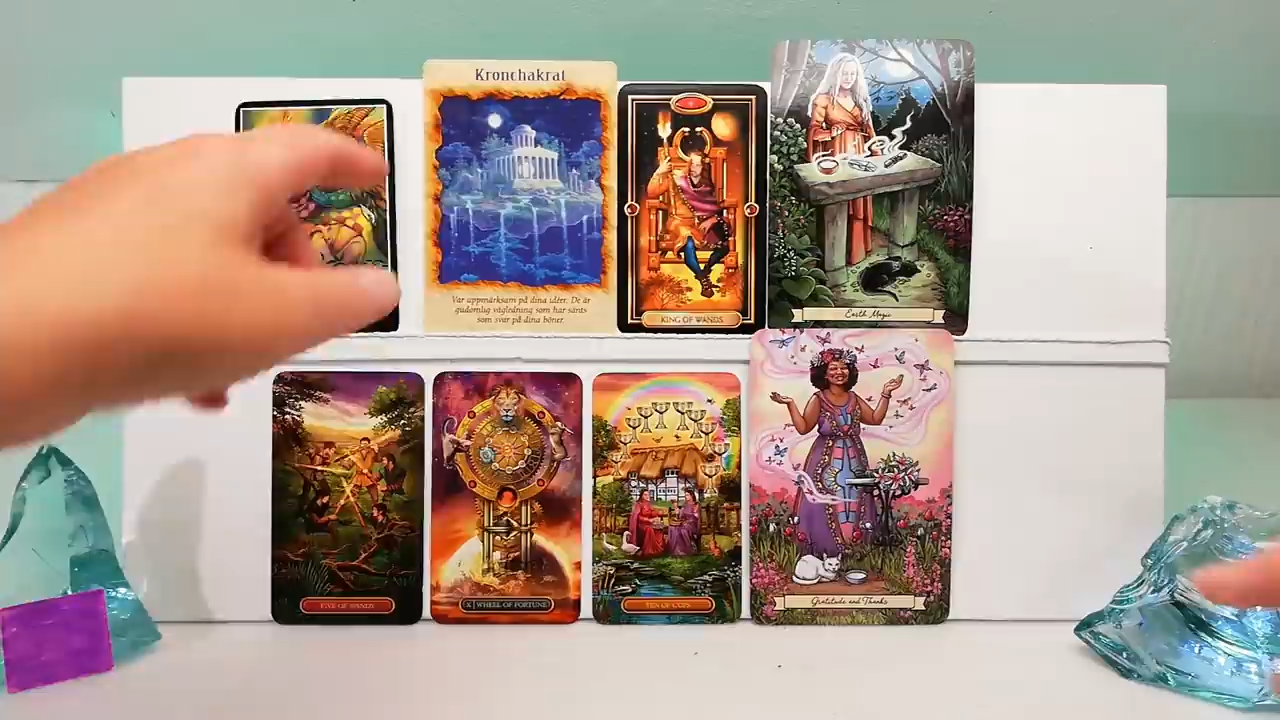 Kronchakrat
Var uppmärksam på dina idéer. De är
gudomlig vägledning som har sänts
som svar på dina böner.
KING OF WANDS
Earth Magic
FIVE OF WANDS
X WHEEL OF FORTUNE
TEN OF CUPS
Gratitude and Thanks